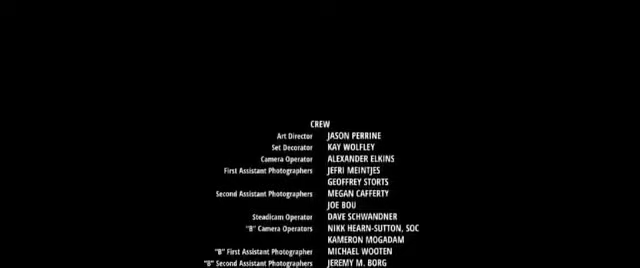 CREW
Art Director JASON PERRINE
Set Decorator KAY WOLFLEY
Camera Operator ALEXANDER ELKINS
First Assistant Photographers JEFRI MEINTJES
GEOFFREY STORTS
Second Assistant Photographers MEGAN CAFFERTY
JOE BOU
Steadicam Operator DAVE SCHWANDNER
"B" Camera Operators NIKK HEARN-SUTTON, SOC
KAMERON MOGADAM
"B" First Assistant Photographer MICHAEL WOOTEN
"B" Second Assistant Photographers JEREMY M. BORG